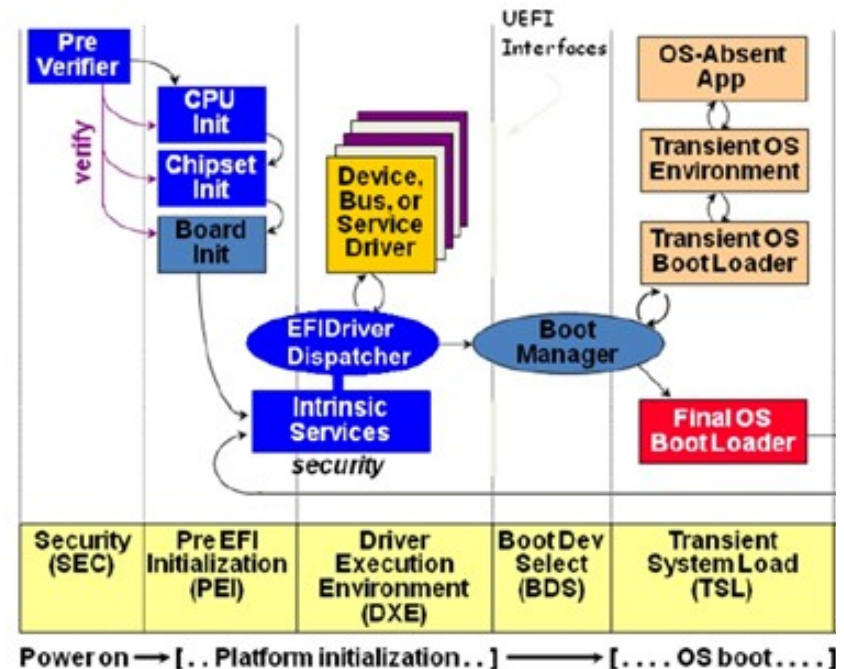 UEFI
Interfaces
Pre
Verifier
verify
CPU
Init
Chipset
Init
Board
Init
Device,
Bus, or
Service
Driver
EFIDriver
Dispatcher
Intrinsic
Services
security
Boot
Manager
OS-Absent
App
Transient OS
Environment
Transient OS
Boot Loader
Final OS
Boot Loader
Security
(SEC)
Pre EFI
Initialization
(PEI)
Driver
Execution
Environment
(DXE)
Boot Dev
Select
(BDS)
Transient
System Load
(TSL)
Power on → [ . . Platform initialization . . ] → [ . . . . OS boot . . . . ]